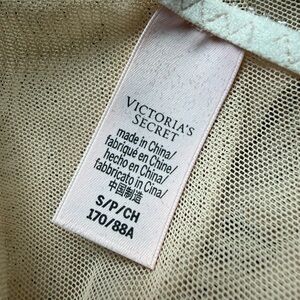 VICTORIA'S
SECRET
made in China/
fabriqué en Chine/
hecho en China/
fabbricato in Cina/
中国制造
S/P/CH
170/88A